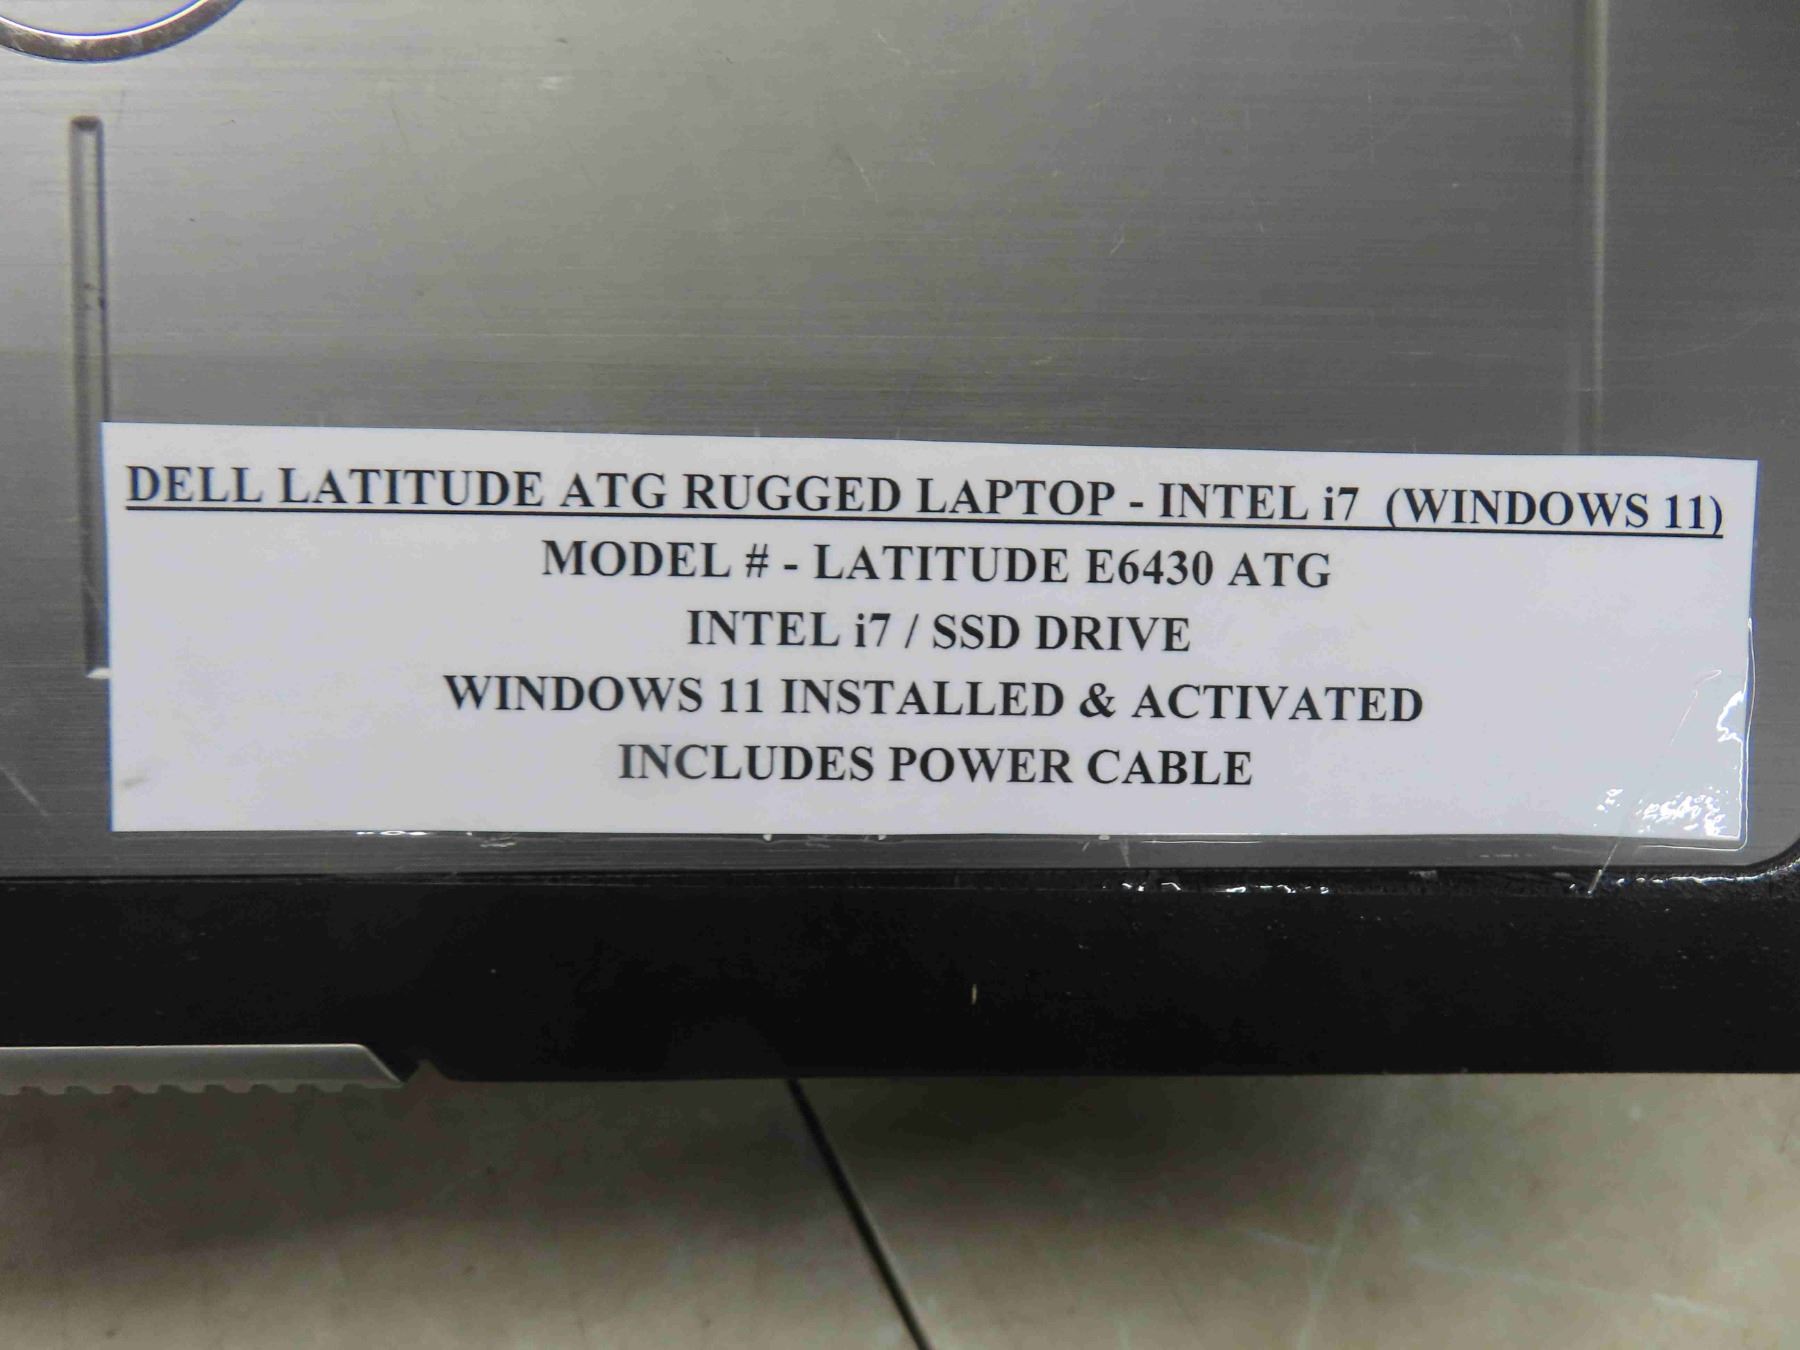 DELL LATITUDE ATG RUGGED LAPTOP - INTEL i7 (WINDOWS 11)
MODEL # - LATITUDE E6430 ATG
INTEL i7 / SSD DRIVE
WINDOWS 11 INSTALLED & ACTIVATED
INCLUDES POWER CABLE